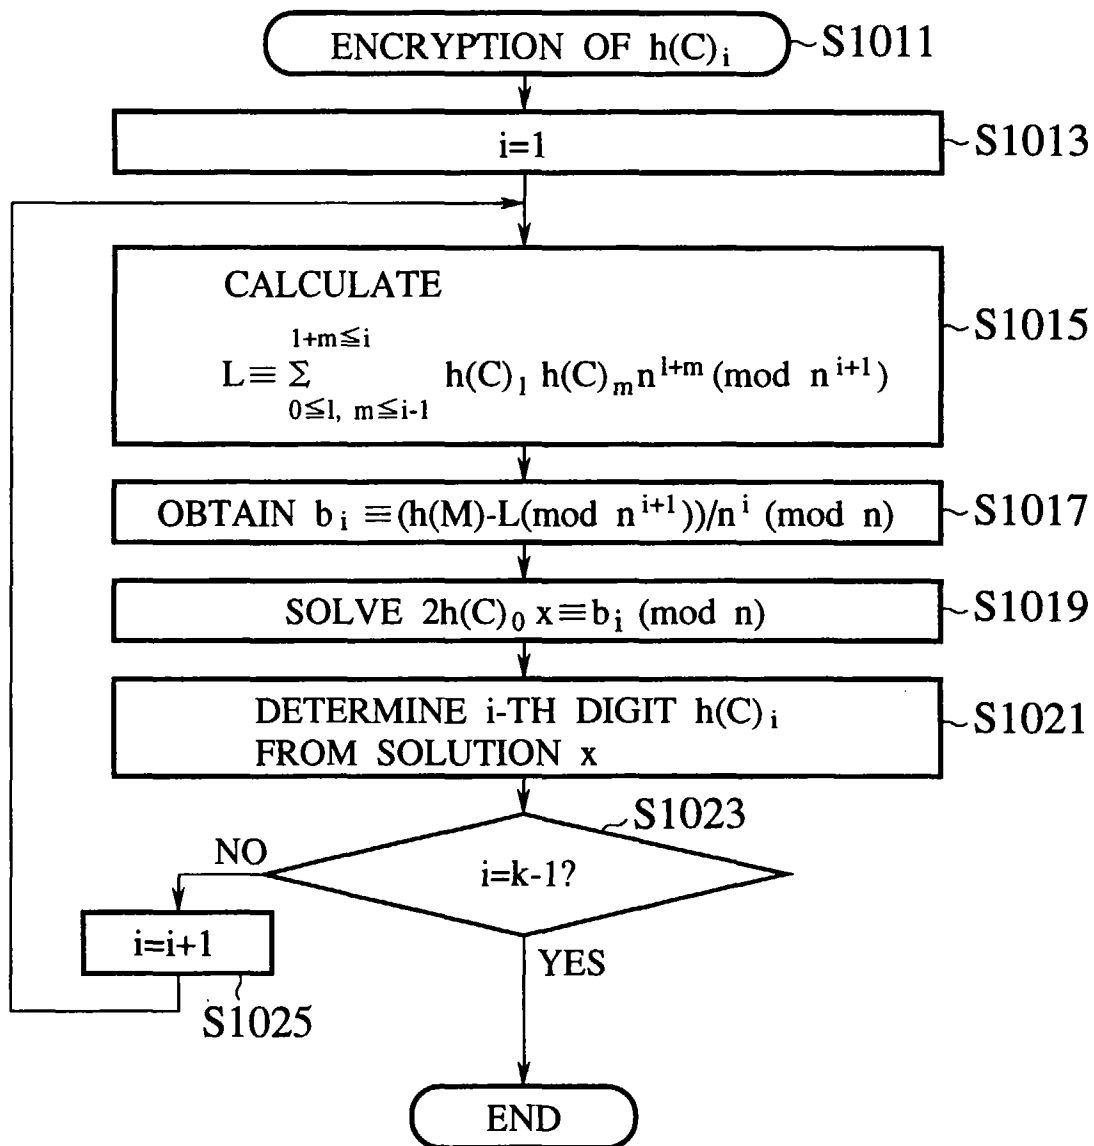 ENCRYPTION OF h(C)i
S1011
i=1
S1013
CALCULATE
l+m≦i
L≡ Σ h(C)l h(C)m n^l+m (mod n^i+1)
0≦l, m≦i-1
S1015
OBTAIN bi ≡(h(M)-L(mod n^i+1))/n^i (mod n)
S1017
SOLVE 2h(C)0 x≡bi (mod n)
S1019
DETERMINE i-TH DIGIT h(C)i
FROM SOLUTION x
S1021
S1023
NO
i=k-1?
i=i+1
YES
S1025
END